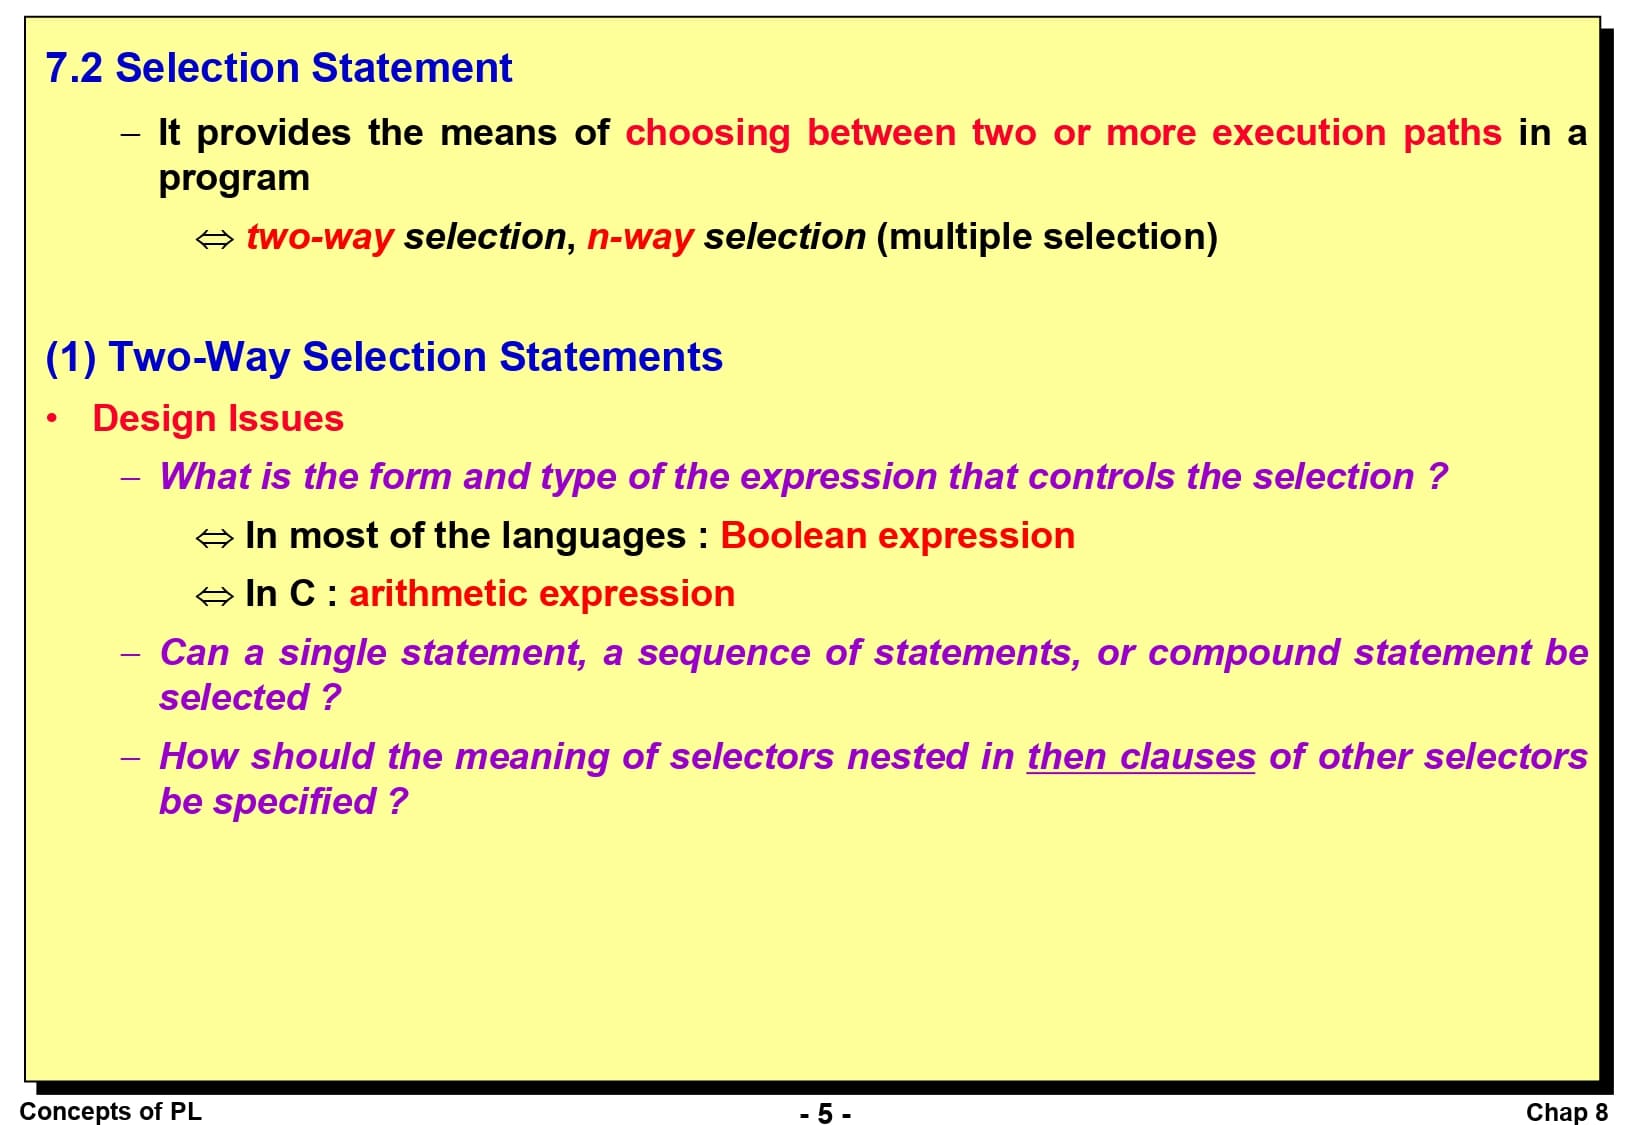 7.2 Selection Statement
– It provides the means of choosing between two or more execution paths in a
program
⇔ two-way selection, n-way selection (multiple selection)
(1) Two-Way Selection Statements
• Design Issues
– What is the form and type of the expression that controls the selection ?
⇔ In most of the languages : Boolean expression
⇔ In C : arithmetic expression
– Can a single statement, a sequence of statements, or compound statement be
selected ?
– How should the meaning of selectors nested in then clauses of other selectors
be specified ?
Concepts of PL
- 5 -
Chap 8